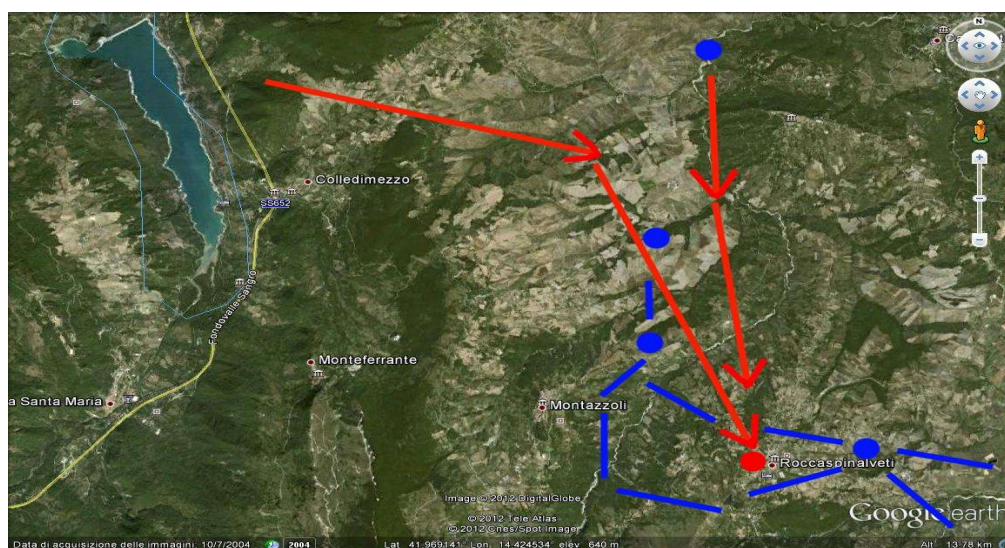 N
Colledimezzo
SS652
Fondovalle Sangro
Monteferrante
a Santa Maria
Montazzoli
Roccaspinalveti
Image © 2012 DigitalGlobe
© 2012 Tele Atlas
© 2012 Cnes/Spot Image
Google earth
Data di acquisizione delle immagini: 10/7/2004
2004
Lat 41.969141° Lon 14.424534° elev 640 m
Alt 13.78 km